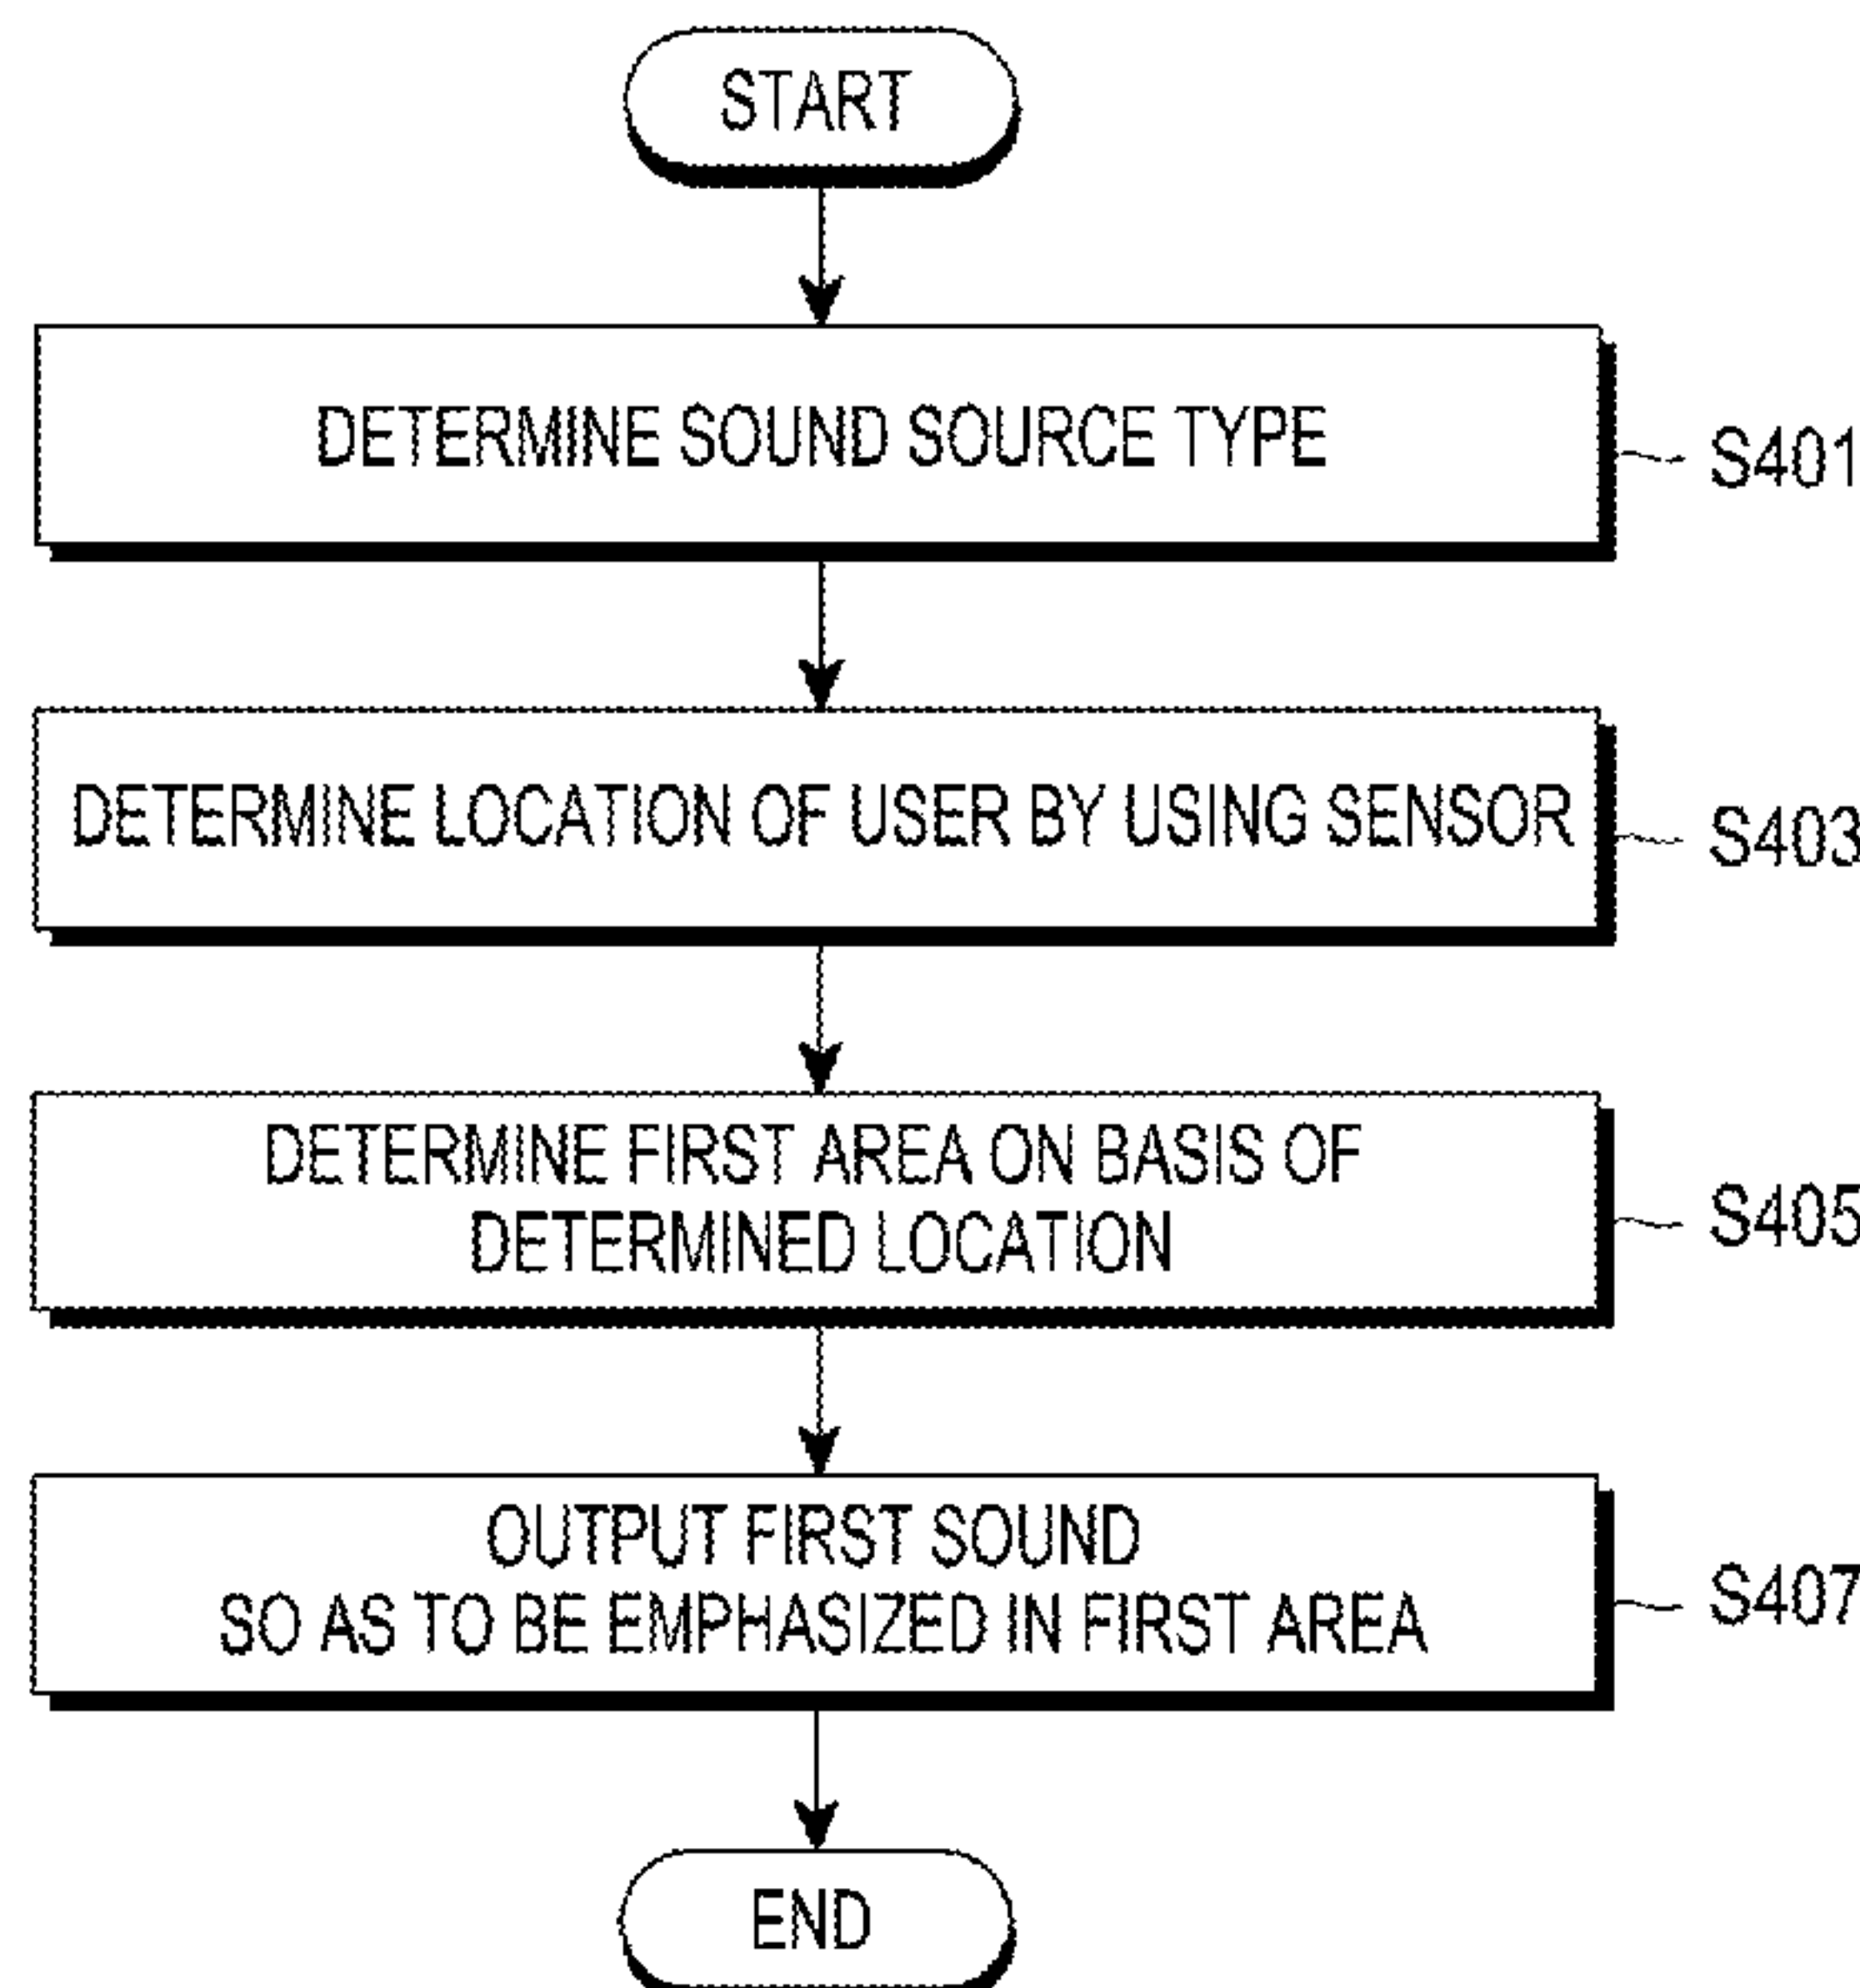 START
DETERMINE SOUND SOURCE TYPE
S401
DETERMINE LOCATION OF USER BY USING SENSOR
S403
DETERMINE FIRST AREA ON BASIS OF
DETERMINED LOCATION
S405
OUTPUT FIRST SOUND
SO AS TO BE EMPHASIZED IN FIRST AREA
S407
END